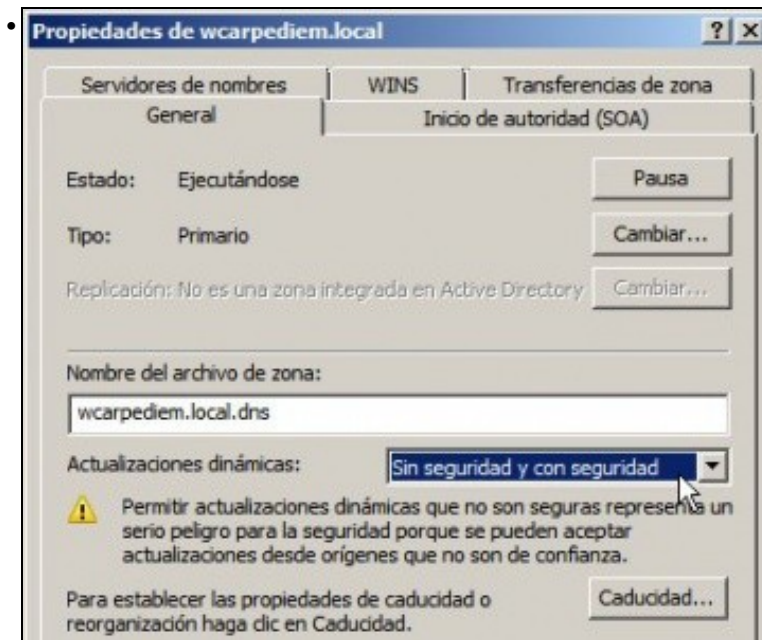 Propiedades de wcarpediem.local
Servidores de nombres WINS Transferencias de zona
General Inicio de autoridad (SOA)
Estado: Ejecutándose Pausa
Tipo: Primario Cambiar...
Replicación: No es una zona integrada en Active Directory Cambiar...
Nombre del archivo de zona:
wcarpediem.local.dns
Actualizaciones dinámicas: Sin seguridad y con seguridad
Permitir actualizaciones dinámicas que no son seguras representa un
serio peligro para la seguridad porque se pueden aceptar
actualizaciones desde orígenes que no son de confianza.
Para establecer las propiedades de caducidad o Caducidad...
reorganización haga clic en Caducidad.